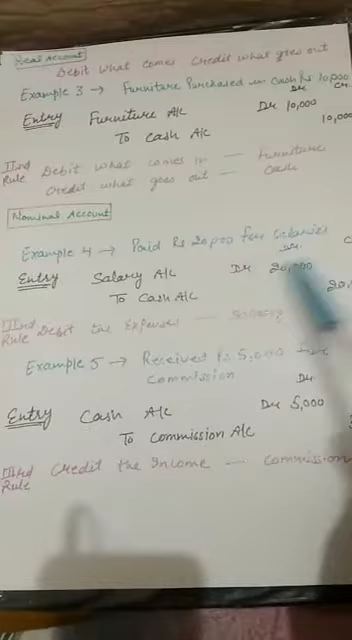 Real Account
Debit what comes Credit what goes out
Example 3 → Furniture Purchased in cash Rs 10,000
Dr Cr
Entry Furniture A/c Dr 10,000
To Cash A/c 10,000
IInd Rule Debit what comes in — Furniture
Credit what goes out — Cash
Nominal Account
Example 4 → Paid Rs 20,000 for Salaries
Dr
Entry Salary A/c Dr 20,000
To Cash A/c
Rule Debit the Expenses —
Example 5 → Received Rs 5,000 for
commission
Dr
Entry Cash A/c Dr 5,000
To Commission A/c
IIIrd Rule Credit the Income — Commission